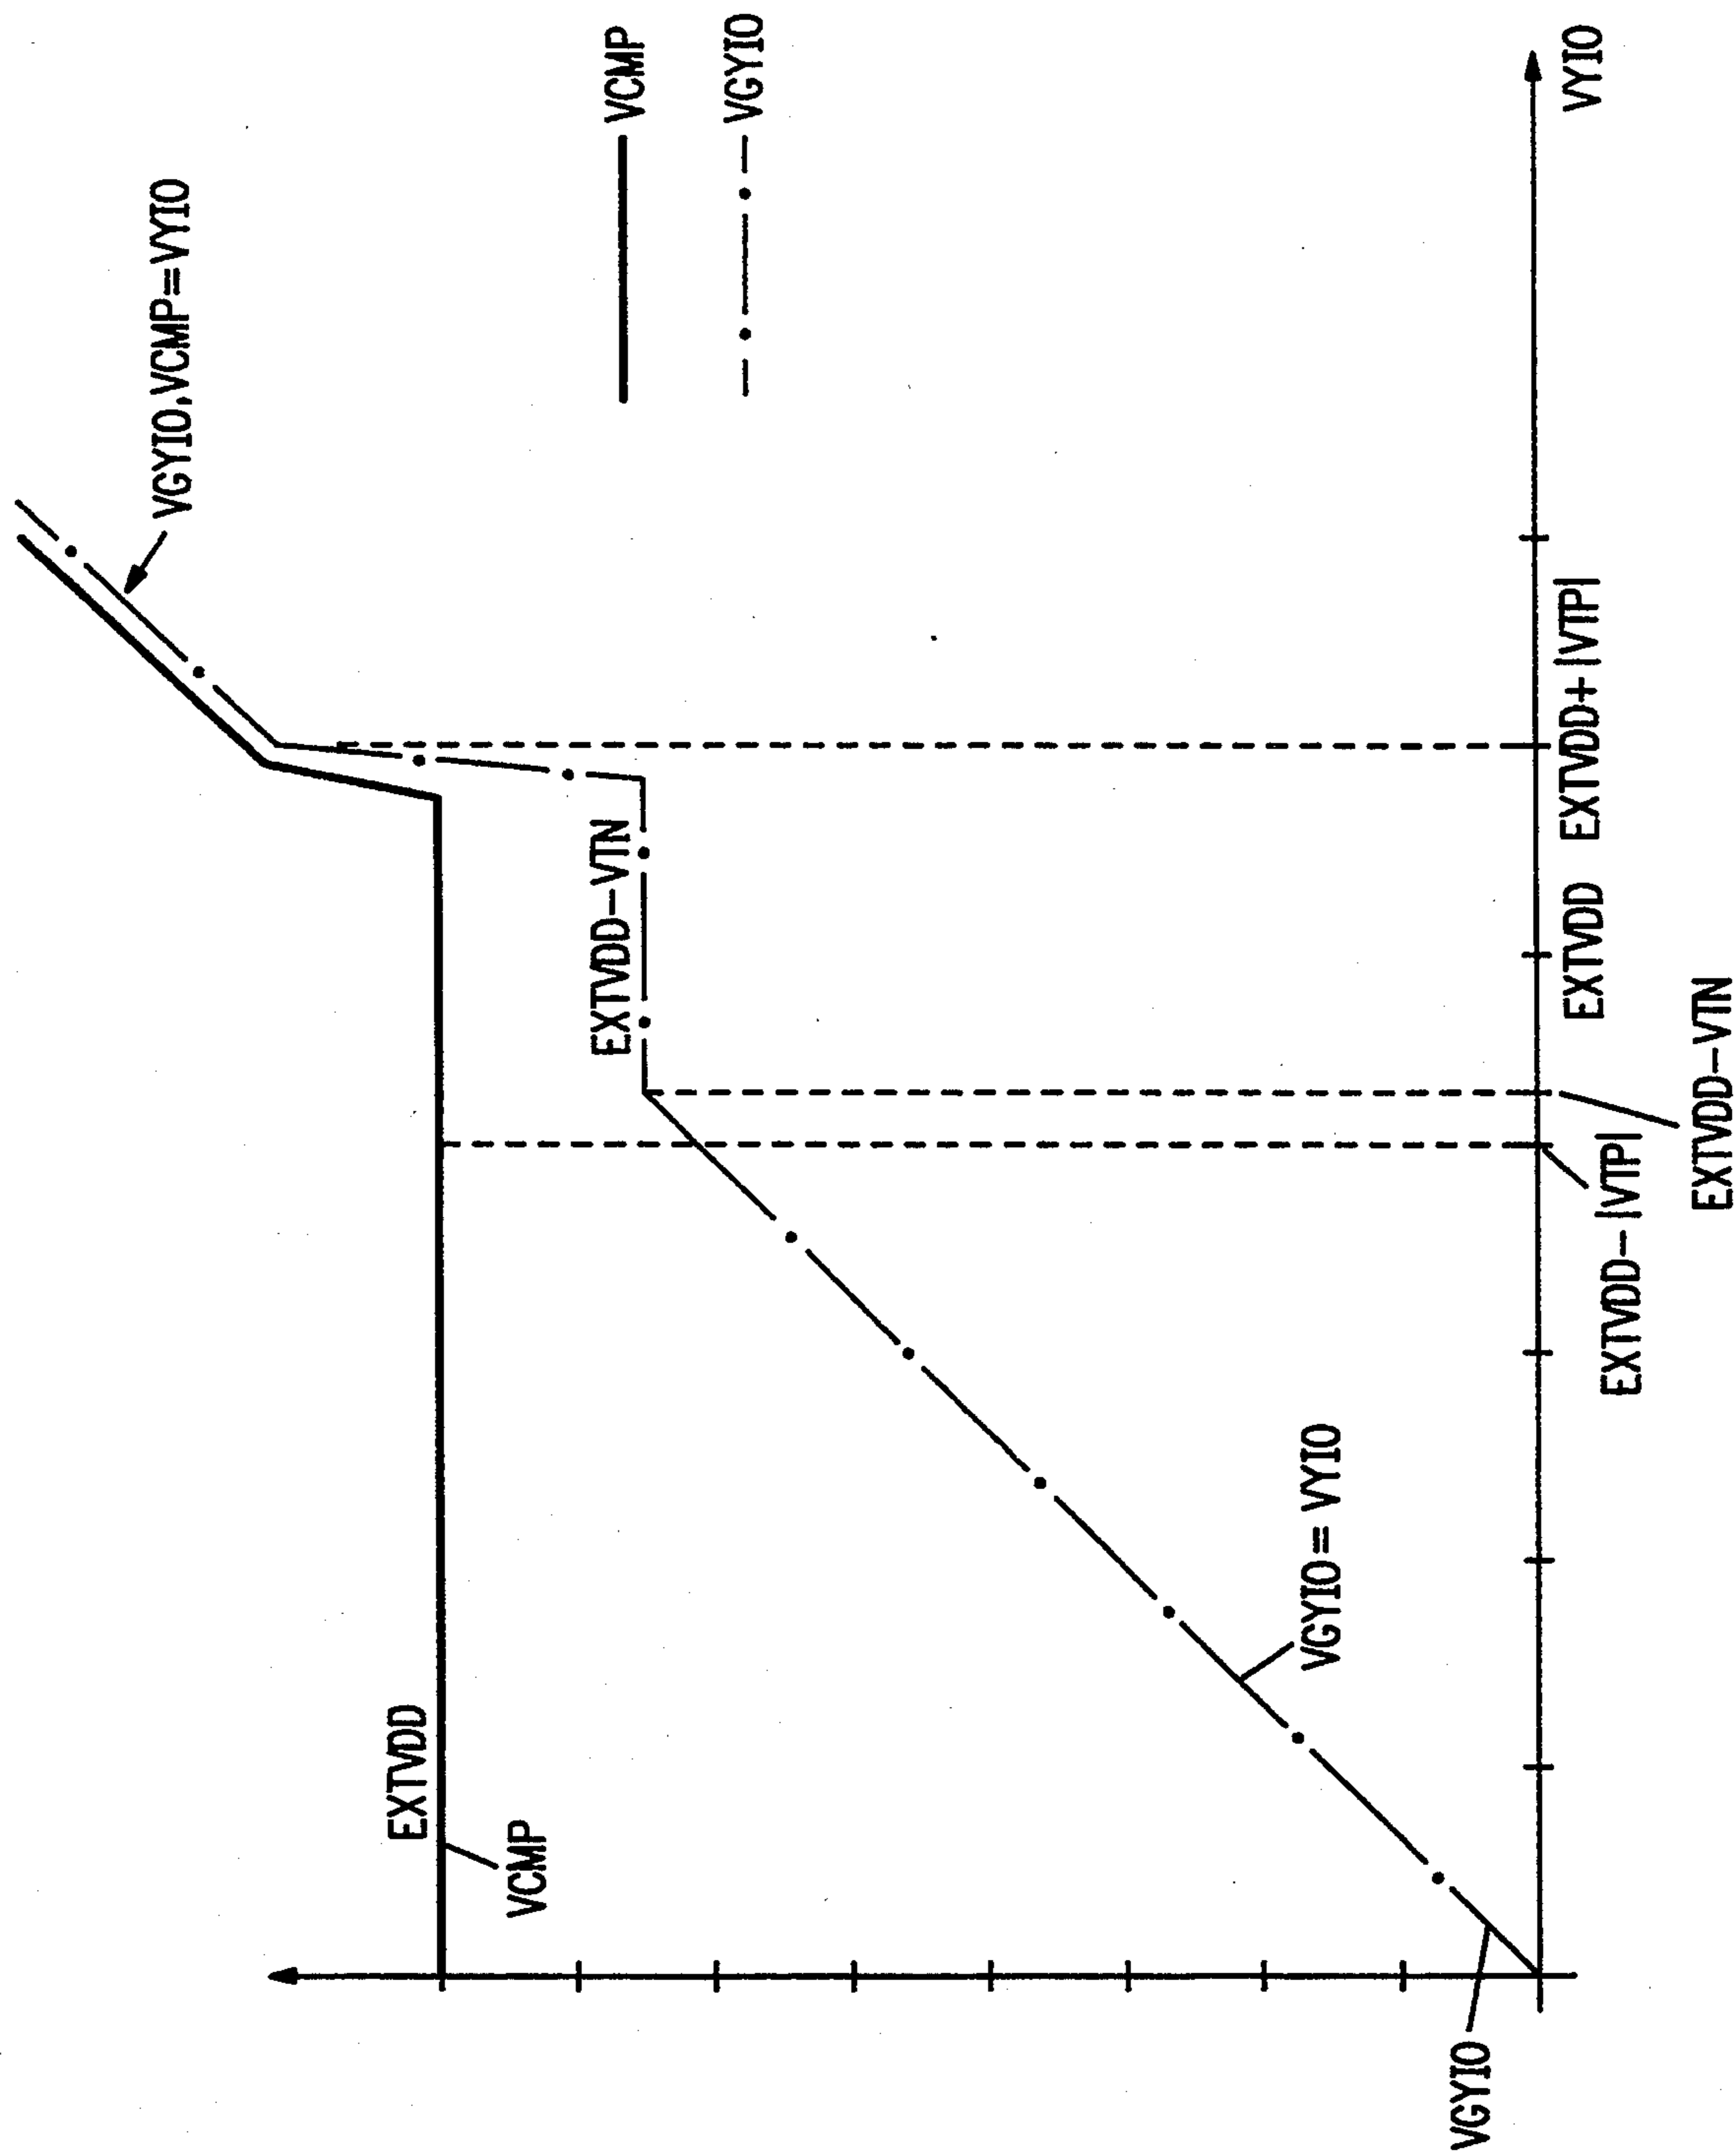 VGYIO,VCMP=VYIO
VCMP
VGYIO
EXTVDD
VCMP
EXTVDD-VTN
VGYIO=VYIO
VGYIO
VYIO
EXTVDD
EXTVDD+|VTP|
EXTVDD-|VTP|
EXTVDD-VTN